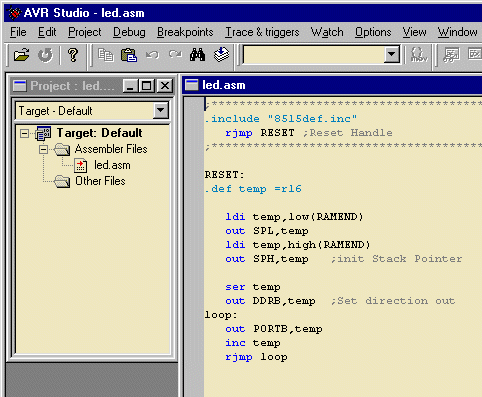 AVR Studio - led.asm
File Edit Project Debug Breakpoints Trace & triggers Watch Options View Window
Project : led....
led.asm
Target - Default
Target: Default
Assembler Files
led.asm
Other Files
;****************************************
.include "8515def.inc"
rjmp RESET ;Reset Handle
;****************************************
RESET:
.def temp =r16
ldi temp,low(RAMEND)
out SPL,temp
ldi temp,high(RAMEND)
out SPH,temp ;init Stack Pointer
ser temp
out DDRB,temp ;Set direction out
loop:
out PORTB,temp
inc temp
rjmp loop